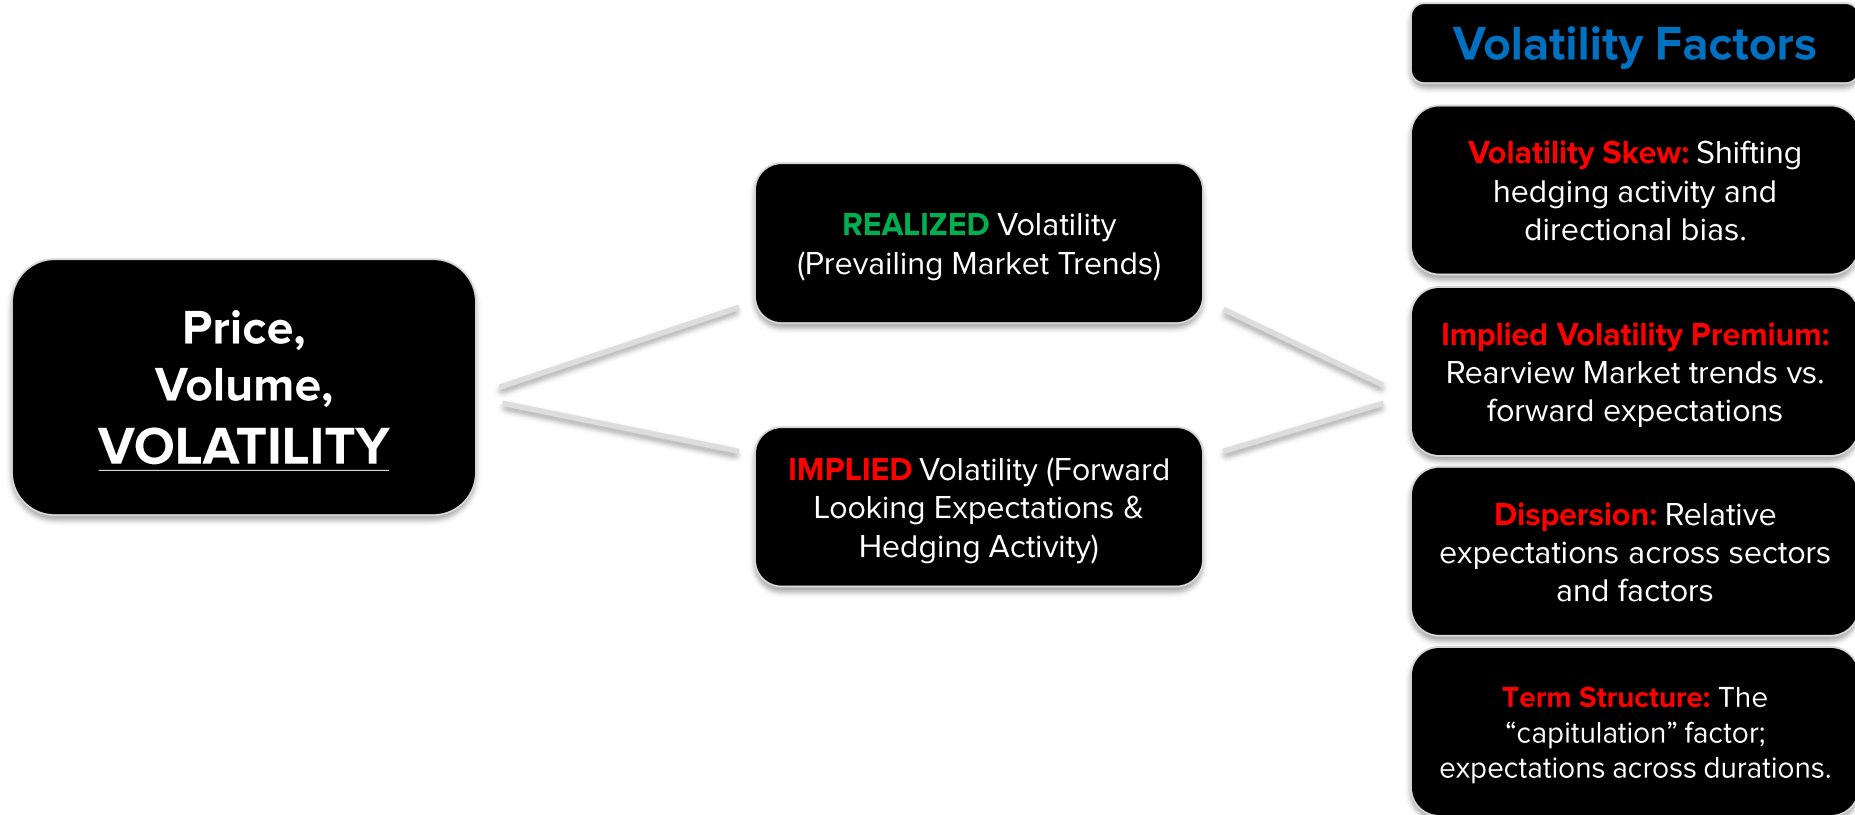 Price,
Volume,
VOLATILITY
REALIZED Volatility
(Prevailing Market Trends)
IMPLIED Volatility (Forward
Looking Expectations &
Hedging Activity)
Volatility Factors
Volatility Skew: Shifting
hedging activity and
directional bias.
Implied Volatility Premium:
Rearview Market trends vs.
forward expectations
Dispersion: Relative
expectations across sectors
and factors
Term Structure: The
“capitulation” factor;
expectations across durations.